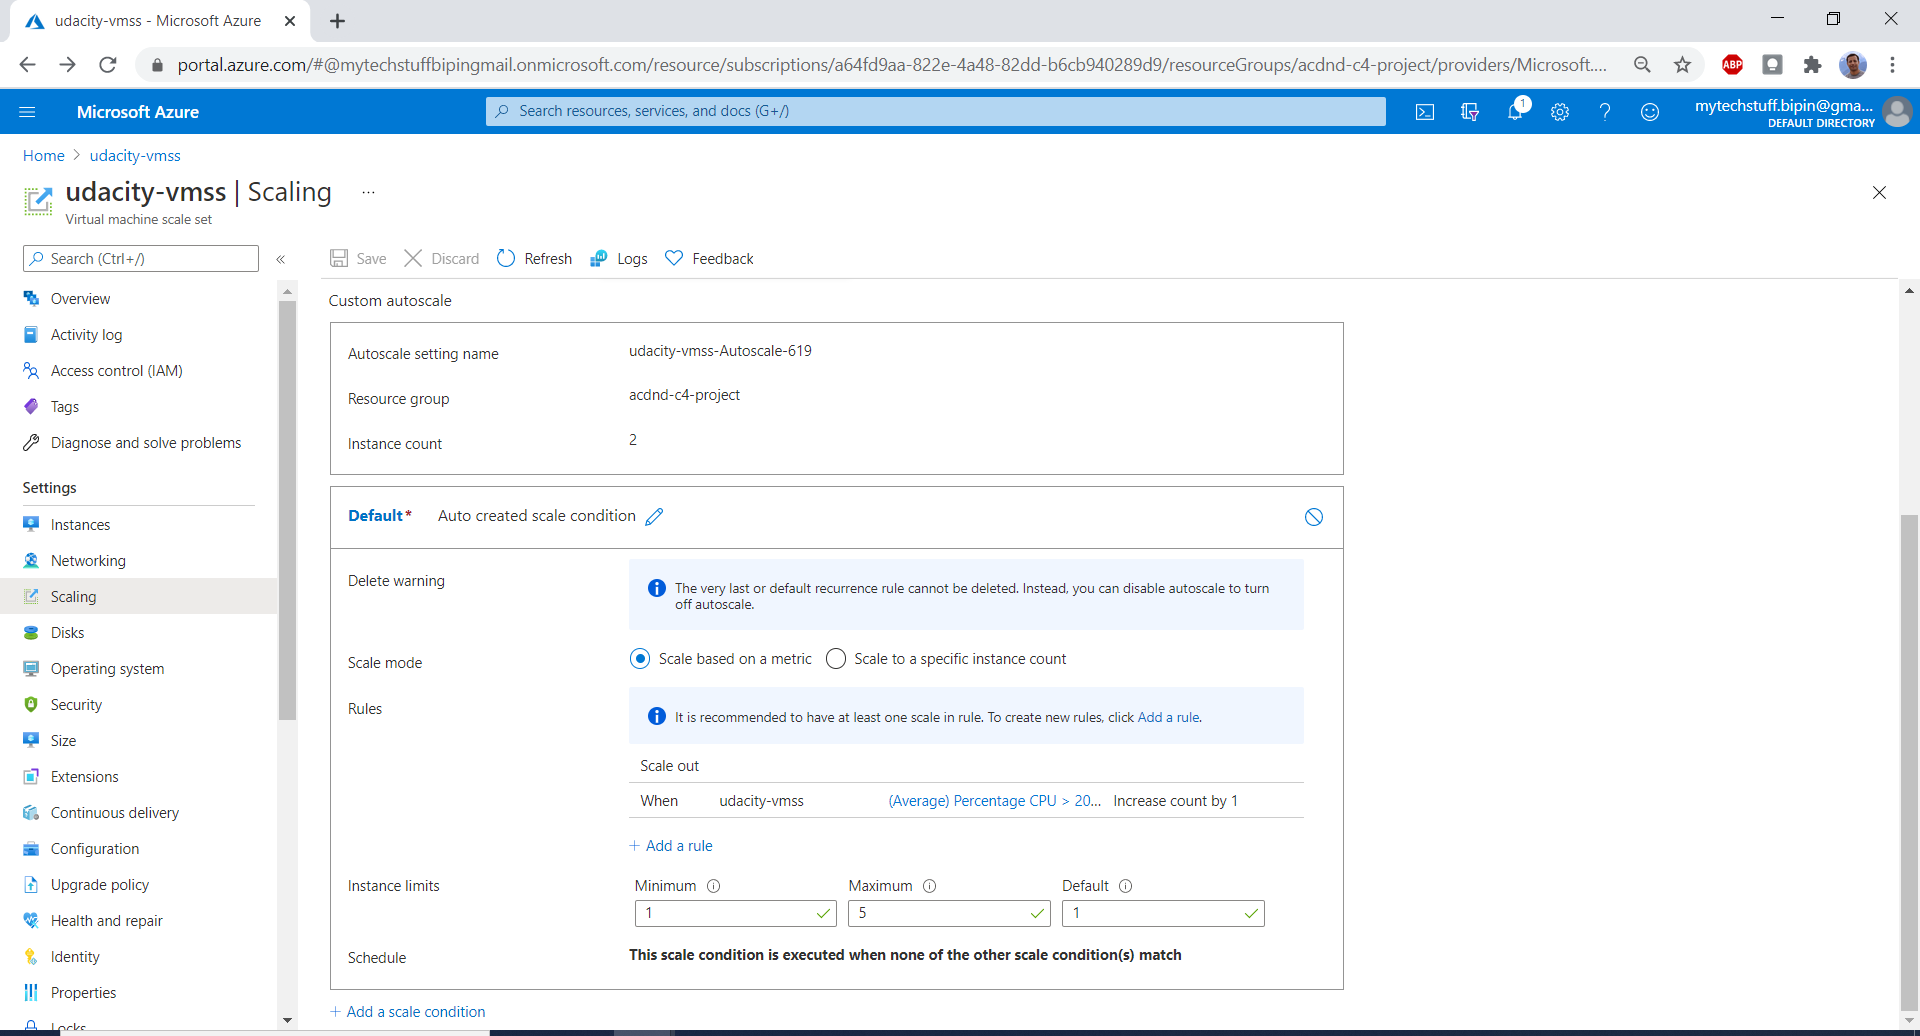 udacity-vmss - Microsoft Azure
portal.azure.com/#@mytechstuffbipingmail.onmicrosoft.com/resource/subscriptions/a64fd9aa-822e-4a48-82dd-b6cb940289d9/resourceGroups/acdnd-c4-project/providers/Microsoft....
ABP
Microsoft Azure
Search resources, services, and docs (G+/)
1
mytechstuff.bipin@gma...
DEFAULT DIRECTORY
Home > udacity-vmss
udacity-vmss | Scaling ...
Virtual machine scale set
Search (Ctrl+/)
«
Save
Discard
Refresh
Logs
Feedback
Overview
Activity log
Access control (IAM)
Tags
Diagnose and solve problems
Settings
Instances
Networking
Scaling
Disks
Operating system
Security
Size
Extensions
Continuous delivery
Configuration
Upgrade policy
Health and repair
Identity
Properties
Locks
Custom autoscale
Autoscale setting name udacity-vmss-Autoscale-619
Resource group acdnd-c4-project
Instance count 2
Default* Auto created scale condition
Delete warning
The very last or default recurrence rule cannot be deleted. Instead, you can disable autoscale to turn
off autoscale.
Scale mode Scale based on a metric Scale to a specific instance count
Rules
It is recommended to have at least one scale in rule. To create new rules, click Add a rule.
Scale out
When udacity-vmss (Average) Percentage CPU > 20... Increase count by 1
+ Add a rule
Instance limits Minimum Maximum Default
1 5 1
Schedule This scale condition is executed when none of the other scale condition(s) match
+ Add a scale condition